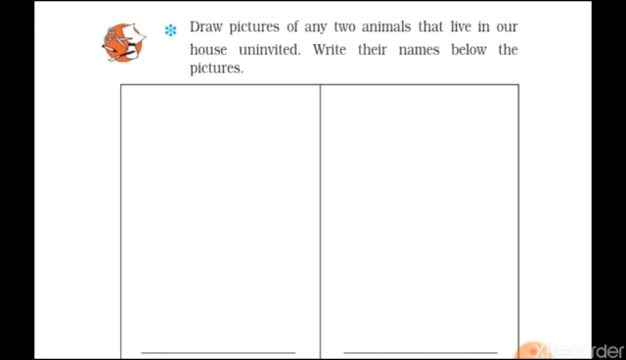 Draw pictures of any two animals that live in our
house uninvited. Write their names below the
pictures.